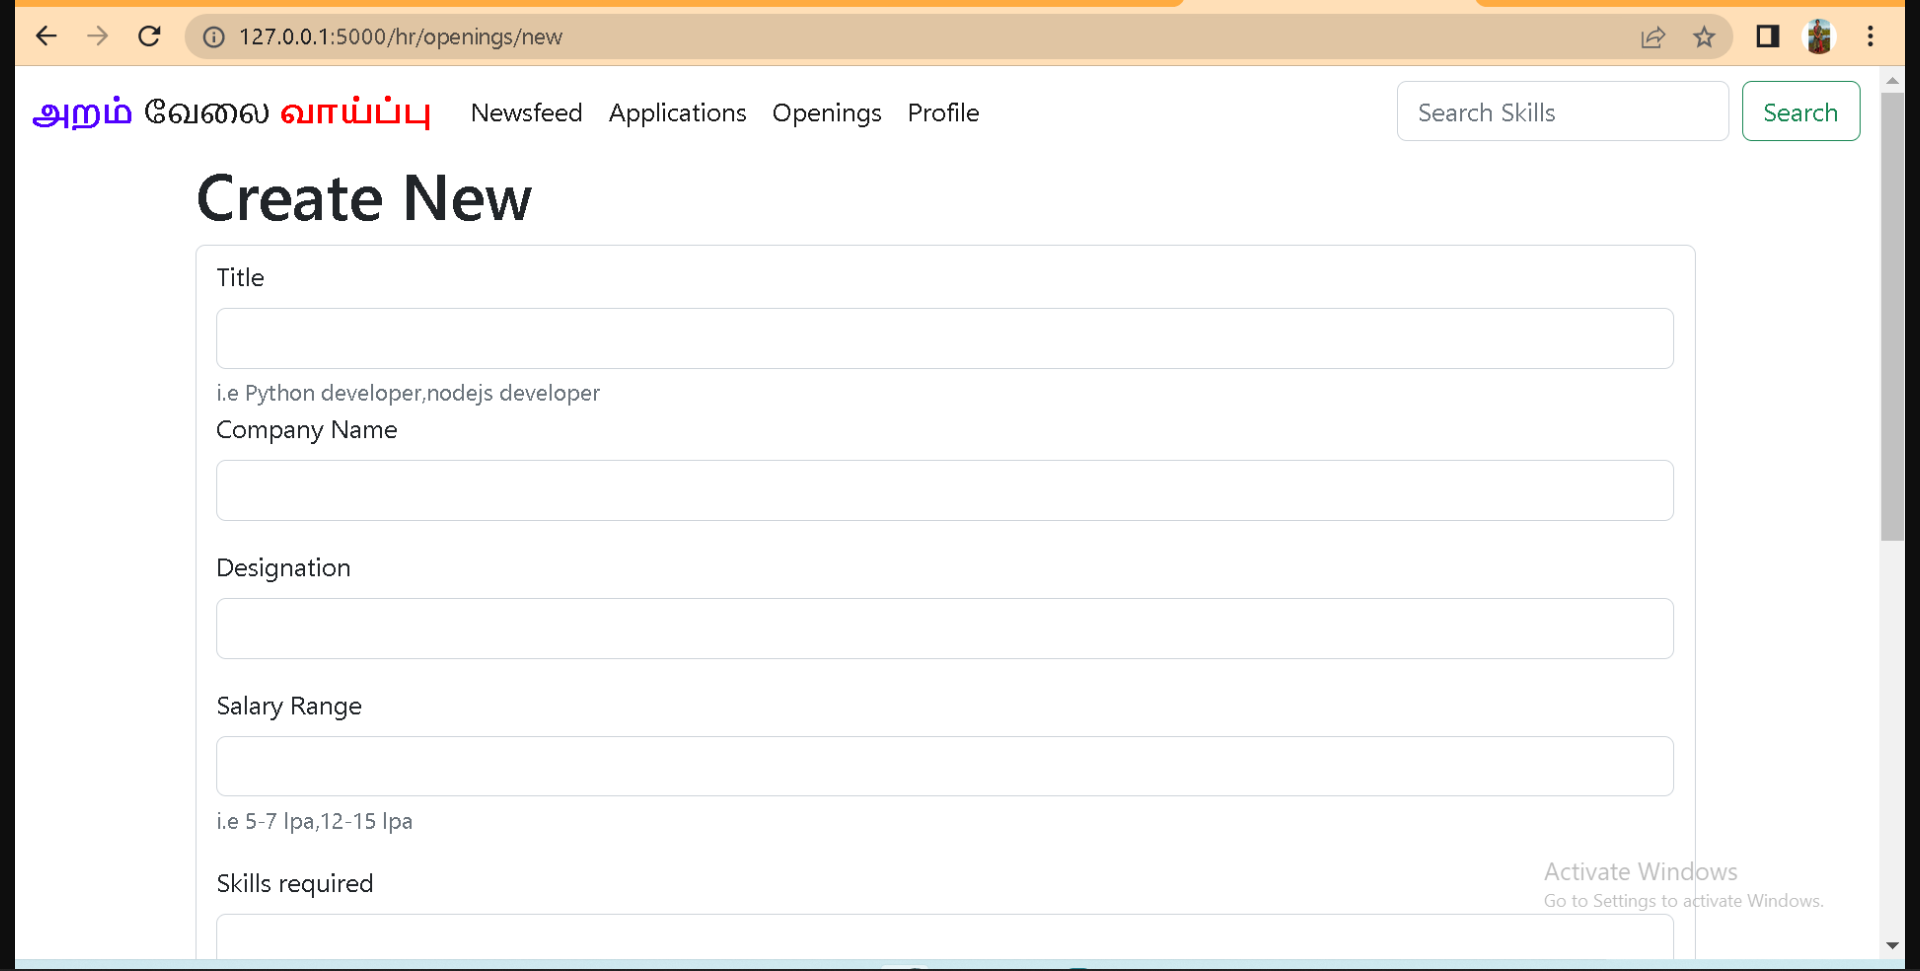 127.0.0.1:5000/hr/openings/new
அறம் வேலை வாய்ப்பு Newsfeed Applications Openings Profile Search Skills Search
Create New
Title
i.e Python developer,nodejs developer
Company Name
Designation
Salary Range
i.e 5-7 lpa,12-15 lpa
Skills required
Activate Windows
Go to Settings to activate Windows.